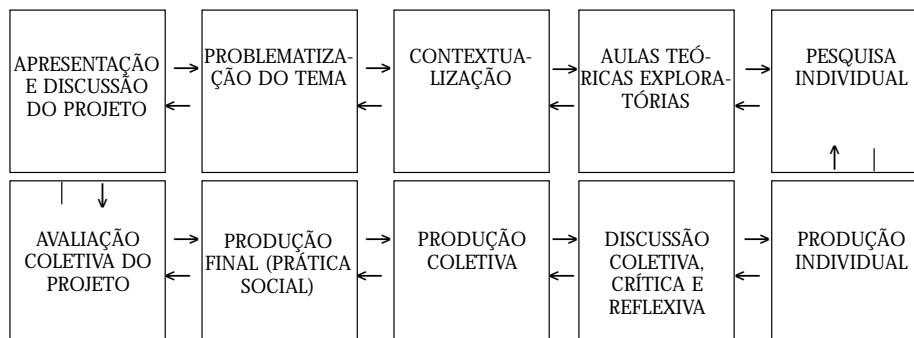 APRESENTAÇÃO
E DISCUSSÃO
DO PROJETO
PROBLEMATIZA-
ÇÃO DO TEMA
CONTEXTUA-
LIZAÇÃO
AULAS TEÓ-
RICAS EXPLORA-
TÓRIAS
PESQUISA
INDIVIDUAL
AVALIAÇÃO
COLETIVA DO
PROJETO
PRODUÇÃO
FINAL (PRÁTICA
SOCIAL)
PRODUÇÃO
COLETIVA
DISCUSSÃO
COLETIVA,
CRÍTICA E
REFLEXIVA
PRODUÇÃO
INDIVIDUAL